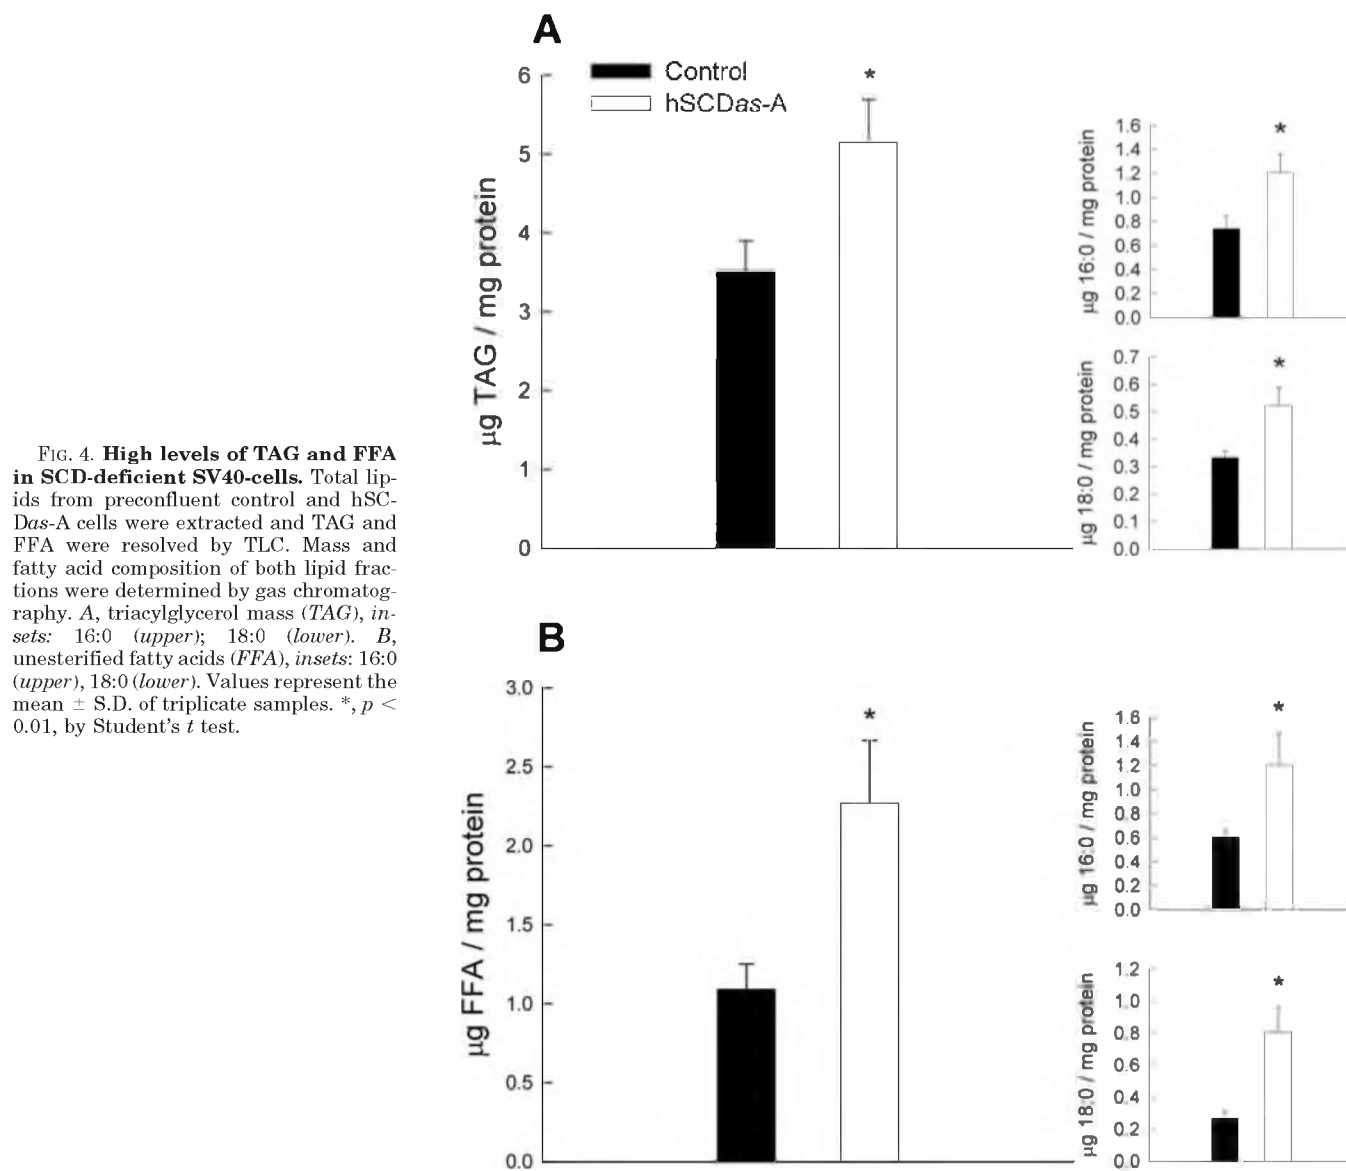 FIG. 4. High levels of TAG and FFA
in SCD-deficient SV40-cells. Total lip-
ids from preconfluent control and hSC-
Das-A cells were extracted and TAG and
FFA were resolved by TLC. Mass and
fatty acid composition of both lipid frac-
tions were determined by gas chromatog-
raphy. A, triacylglycerol mass (TAG), in-
sets: 16:0 (upper); 18:0 (lower). B,
unesterified fatty acids (FFA), insets: 16:0
(upper), 18:0 (lower). Values represent the
mean ± S.D. of triplicate samples. *, p <
0.01, by Student's t test.
A
Control
hSCDas-A
*
µg TAG / mg protein
6
5
4
3
2
1
0
*
µg 16:0 / mg protein
1.6
1.4
1.2
1.0
0.8
0.6
0.4
0.2
0.0
*
µg 18:0 / mg protein
0.7
0.6
0.5
0.4
0.3
0.2
0.1
0.0
B
*
µg FFA / mg protein
3.0
2.5
2.0
1.5
1.0
0.5
0.0
*
µg 16:0 / mg protein
1.6
1.4
1.2
1.0
0.8
0.6
0.4
0.2
0.0
*
µg 18:0 / mg protein
1.2
1.0
0.8
0.6
0.4
0.2
0.0